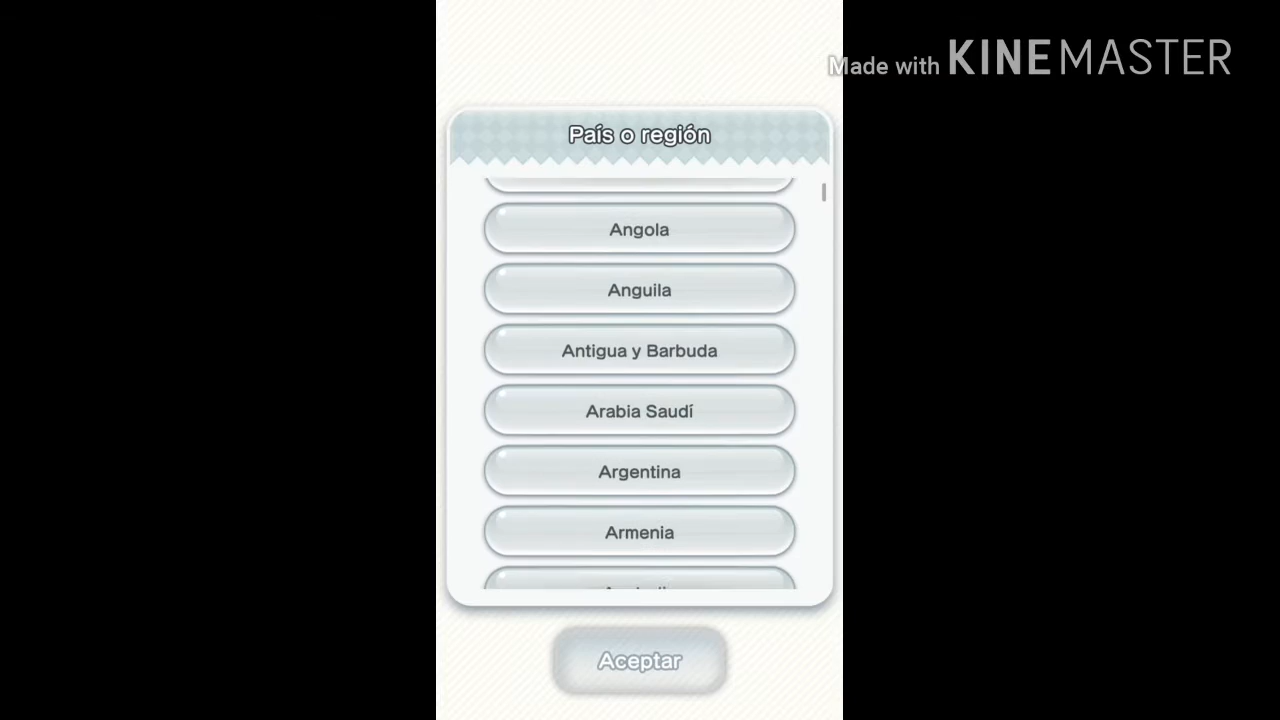 Made with KINEMASTER
País o región
Angola
Anguila
Antigua y Barbuda
Arabia Saudí
Argentina
Armenia
Aceptar